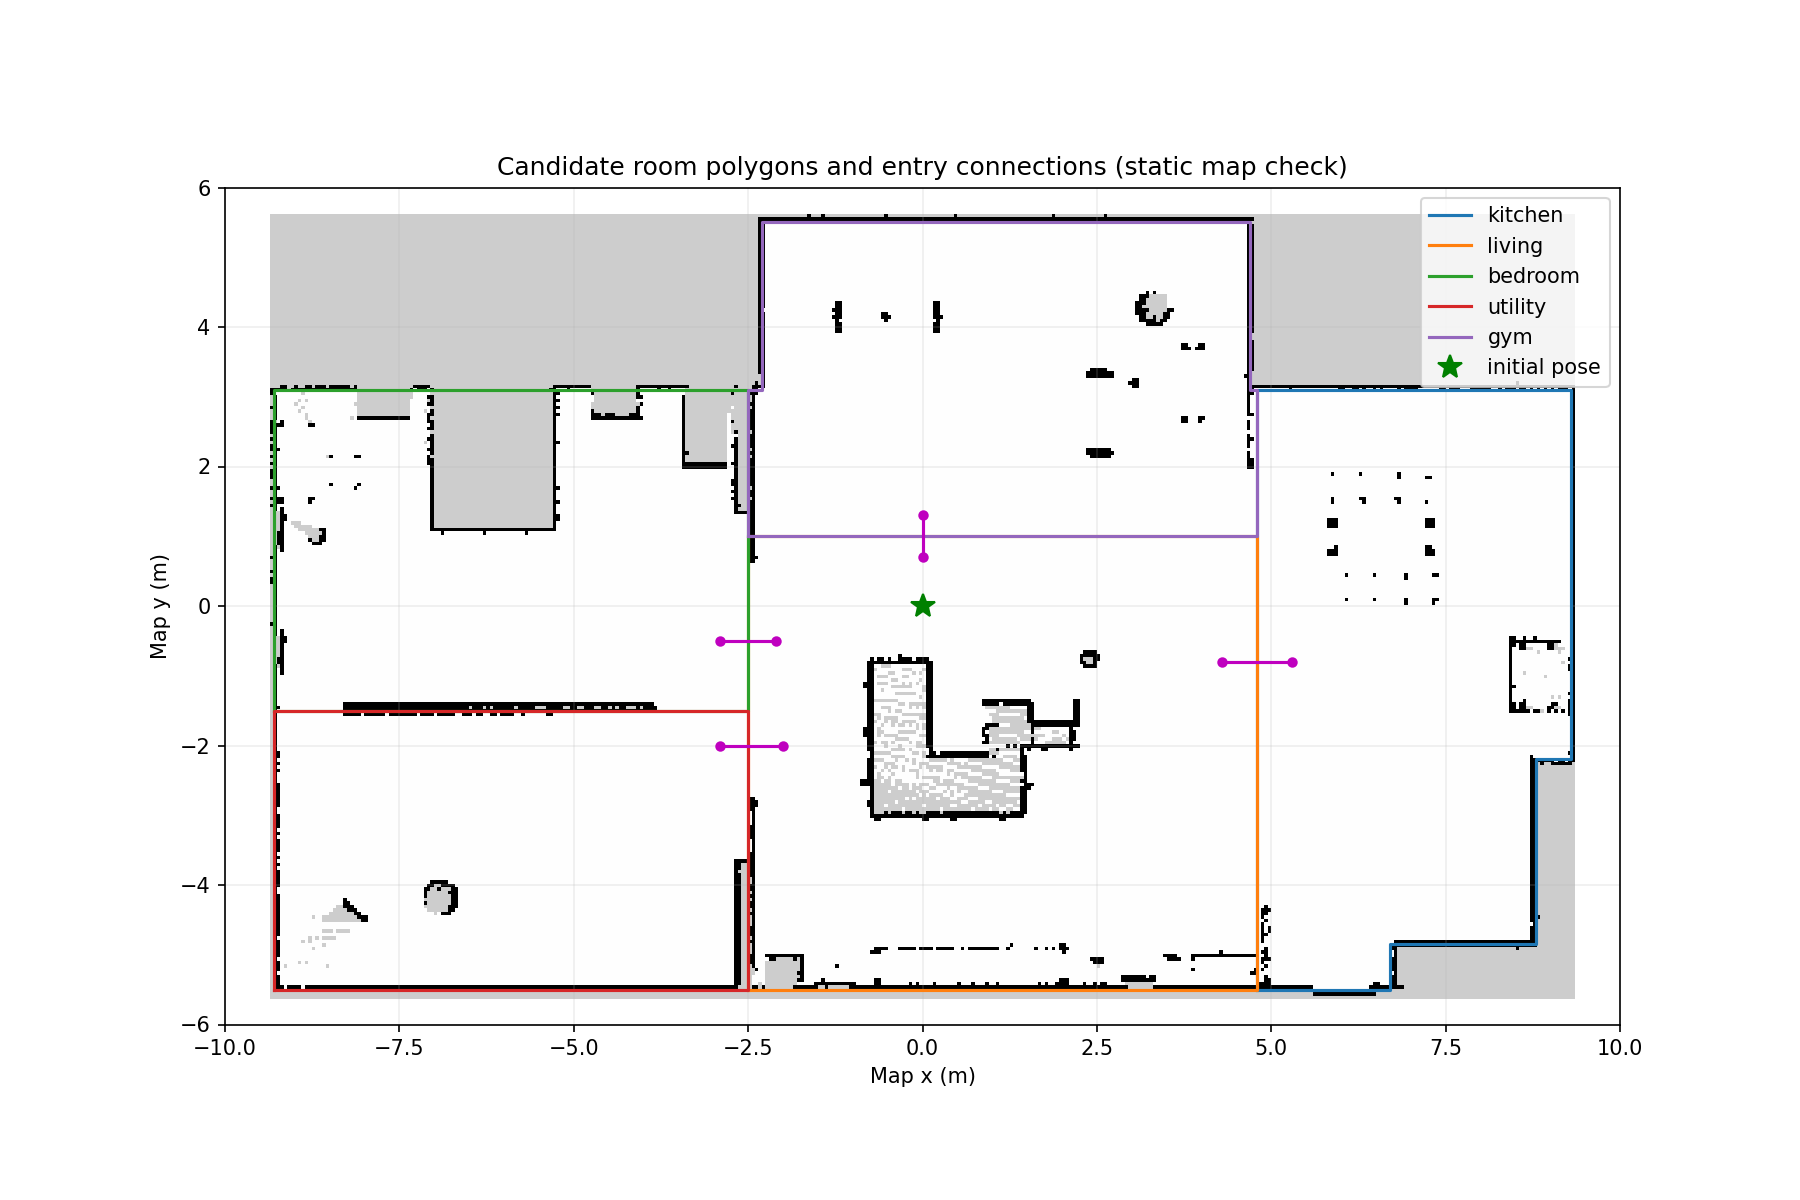 Candidate room polygons and entry connections (static map check)
kitchen
living
bedroom
utility
gym
initial pose
6
4
2
0
−2
−4
−6
Map y (m)
−10.0
−7.5
−5.0
−2.5
0.0
2.5
5.0
7.5
10.0
Map x (m)